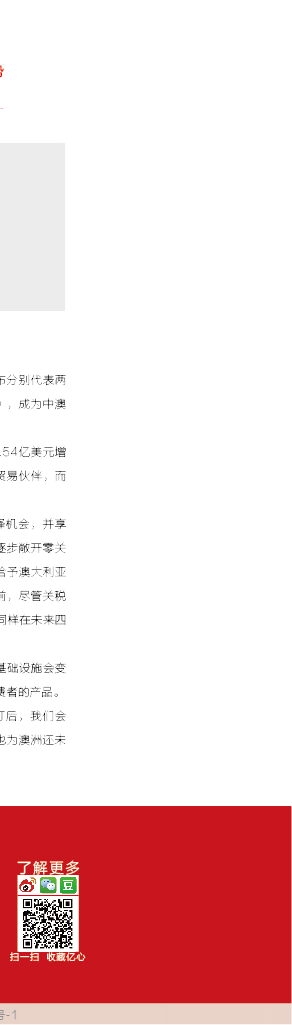 布分别代表两
，成为中澳
54亿美元增
贸易伙伴，而
择机会，并享
逐步敞开零关
给予澳大利亚
前，尽管关税
同样在未来四
基础设施会变
费者的产品。
订后，我们会
也为澳洲还未
了解更多
豆
扫一扫 收藏亿心
号-1